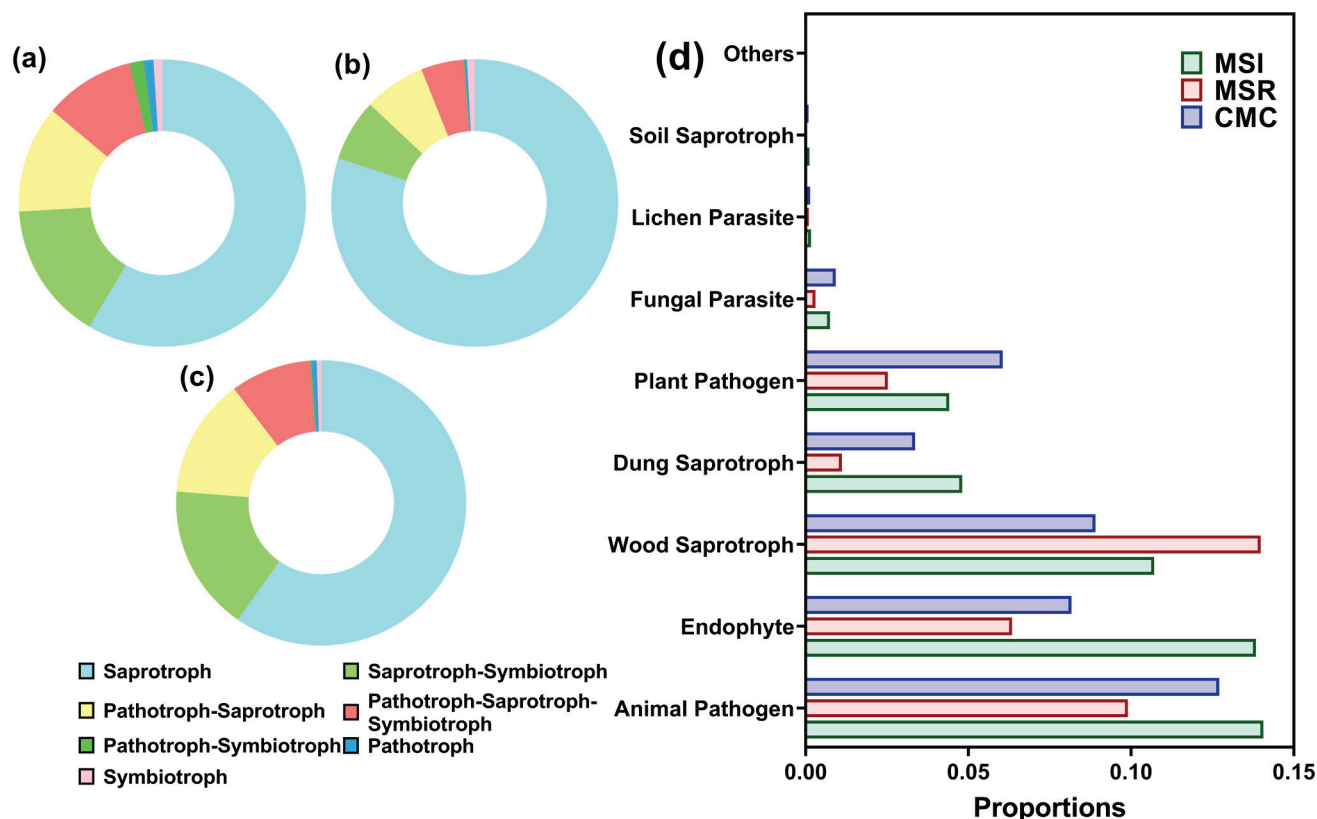 (a)
(b)
(c)
Saprotroph
Saprotroph-Symbiotroph
Pathotroph-Saprotroph
Pathotroph-Saprotroph-
Symbiotroph
Pathotroph-Symbiotroph
Pathotroph
Symbiotroph
(d)
MSI
MSR
CMC
Others
Soil Saprotroph
Lichen Parasite
Fungal Parasite
Plant Pathogen
Dung Saprotroph
Wood Saprotroph
Endophyte
Animal Pathogen
0.00 0.05 0.10 0.15
Proportions